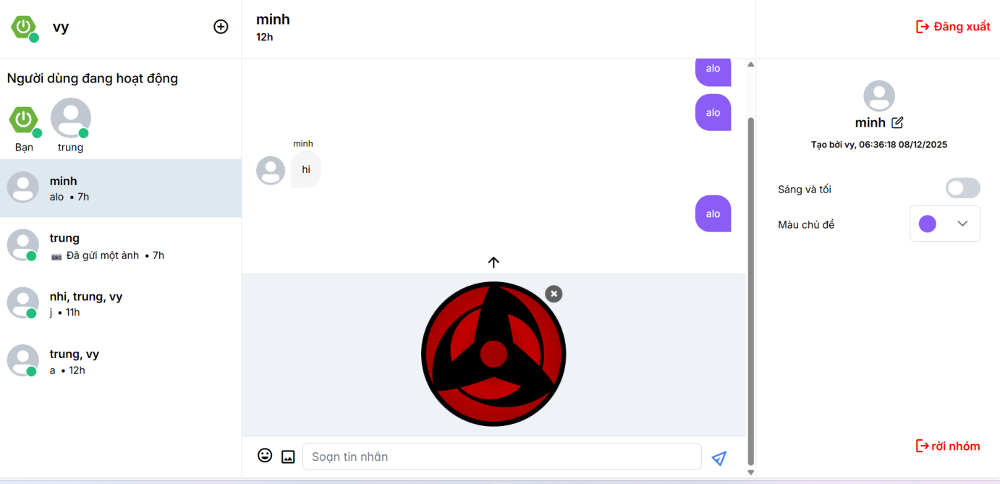 vy
Người dùng đang hoạt động
Bạn
trung
minh
alo • 7h
trung
Đã gửi một ảnh • 7h
nhi, trung, vy
j • 11h
trung, vy
a • 12h
minh
12h
alo
alo
minh
hi
alo
Soạn tin nhắn
Đăng xuất
minh
Tạo bởi vy, 06:36:18 08/12/2025
Sáng và tối
Màu chủ đề
rời nhóm